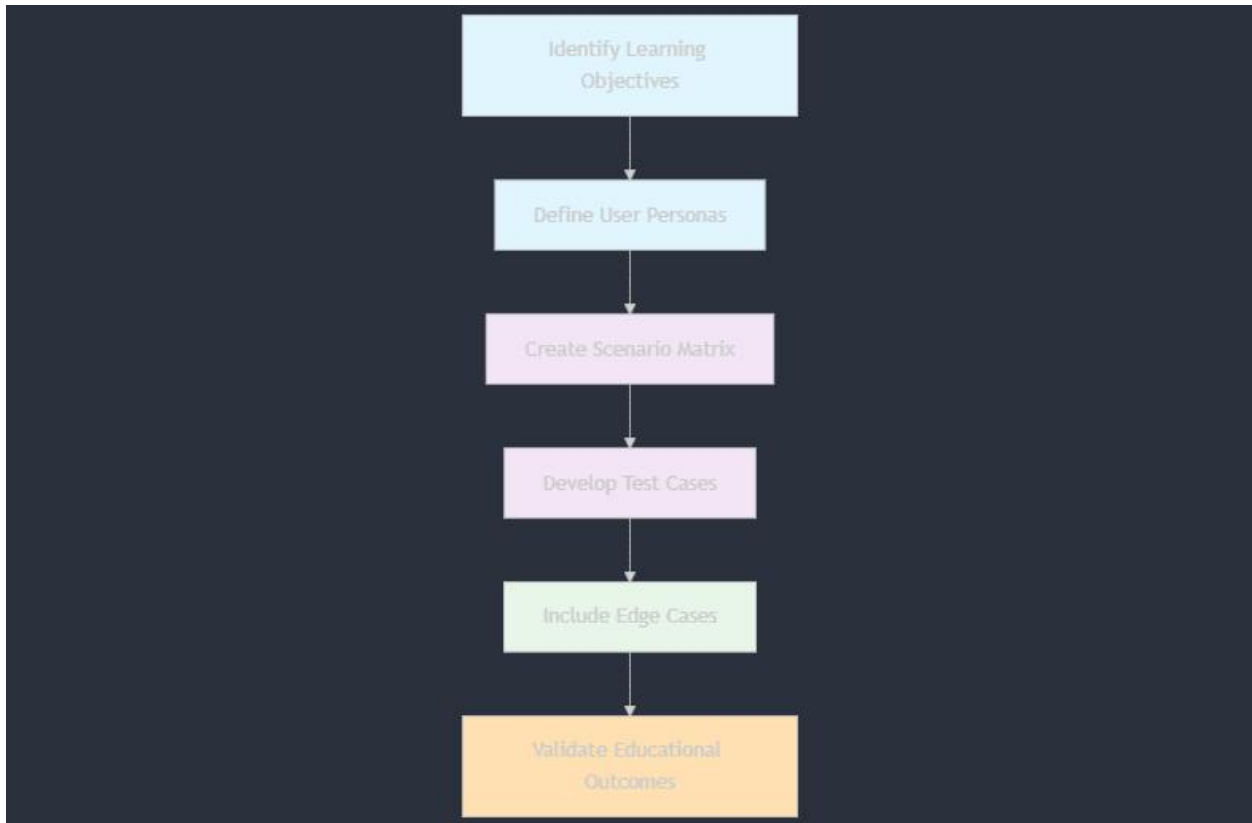 Identify Learning
Objectives
Define User Personas
Create Scenario Matrix
Develop Test Cases
Include Edge Cases
Validate Educational
Outcomes